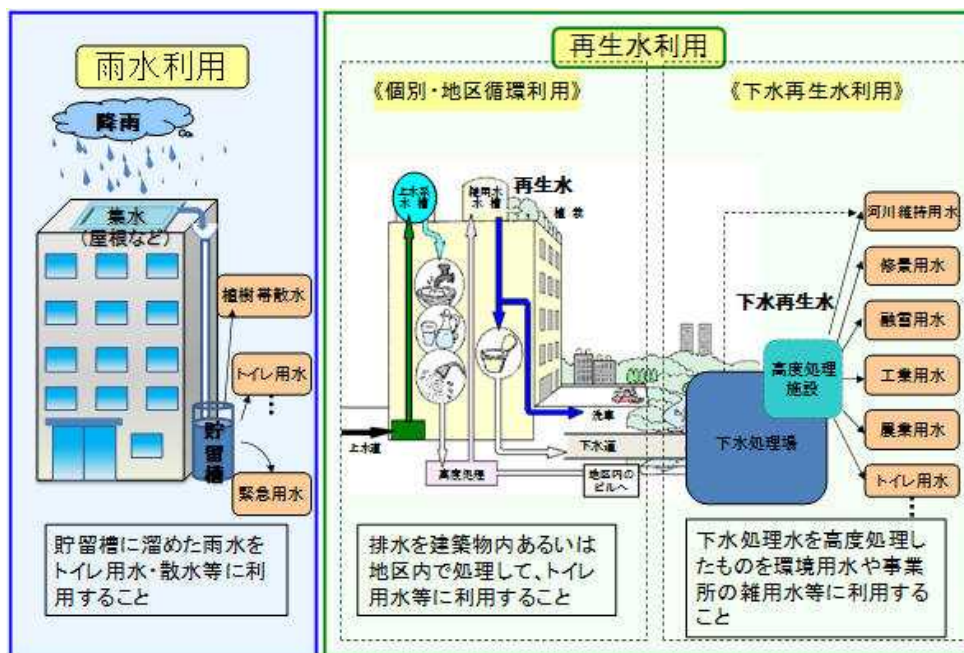 雨水利用
降雨
集水
(屋根など)
植樹帯散水
トイレ用水
貯留槽
緊急用水
貯留槽に溜めた雨水を
トイレ用水・散水等に利
用すること
再生水利用
《個別・地区循環利用》
上水系
水槽
雑用水
水槽
再生水
植栽
洗車
上水道
下水道
高度処理
地区内の
ビルへ
排水を建築物内あるいは
地区内で処理して、トイレ
用水等に利用すること
《下水再生水利用》
下水再生水
高度処理
施設
下水処理場
河川維持用水
修景用水
融雪用水
工業用水
農業用水
トイレ用水
下水処理水を高度処理し
たものを環境用水や事業
所の雑用水等に利用する
こと